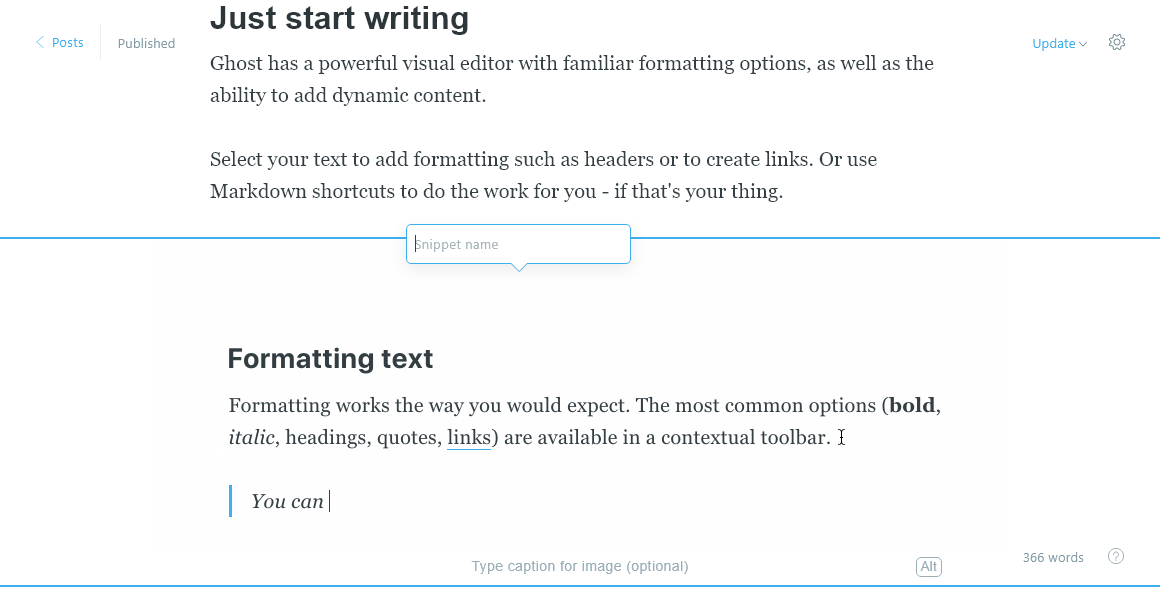 Just start writing
Posts
Published
Update
Ghost has a powerful visual editor with familiar formatting options, as well as the
ability to add dynamic content.
Select your text to add formatting such as headers or to create links. Or use
Markdown shortcuts to do the work for you - if that's your thing.
Snippet name
Formatting text
Formatting works the way you would expect. The most common options (bold,
italic, headings, quotes, links) are available in a contextual toolbar.
You can
366 words
?
Type caption for image (optional)
Alt